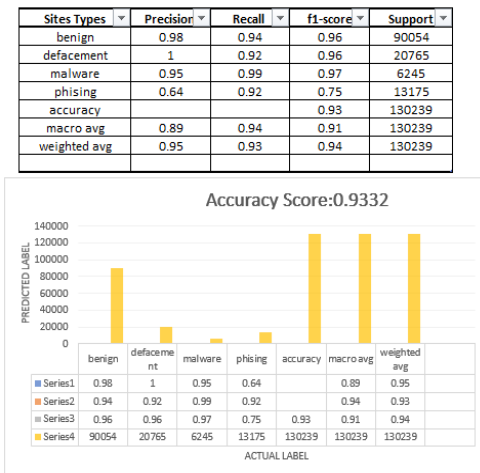 Sites Types Precision Recall f1-score Support
benign 0.98 0.94 0.96 90054
defacement 1 0.92 0.96 20765
malware 0.95 0.99 0.97 6245
phising 0.64 0.92 0.75 13175
accuracy 0.93 130239
macro avg 0.89 0.94 0.91 130239
weighted avg 0.95 0.93 0.94 130239
Accuracy Score:0.9332
PREDICTED LABEL
140000
120000
100000
80000
60000
40000
20000
0
benign defaceme malware phising accuracy macro avg weighted
nt avg
Series1 0.98 1 0.95 0.64 0.89 0.95
Series2 0.94 0.92 0.99 0.92 0.94 0.93
Series3 0.96 0.96 0.97 0.75 0.93 0.91 0.94
Series4 90054 20765 6245 13175 130239 130239 130239
ACTUAL LABEL